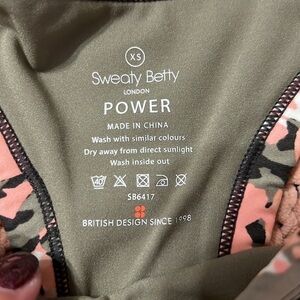 XS
Sweaty Betty
LONDON
POWER
MADE IN CHINA
Wash with similar colours
Dry away from direct sunlight
Wash inside out
40
SB6417
BRITISH DESIGN SINCE 1998